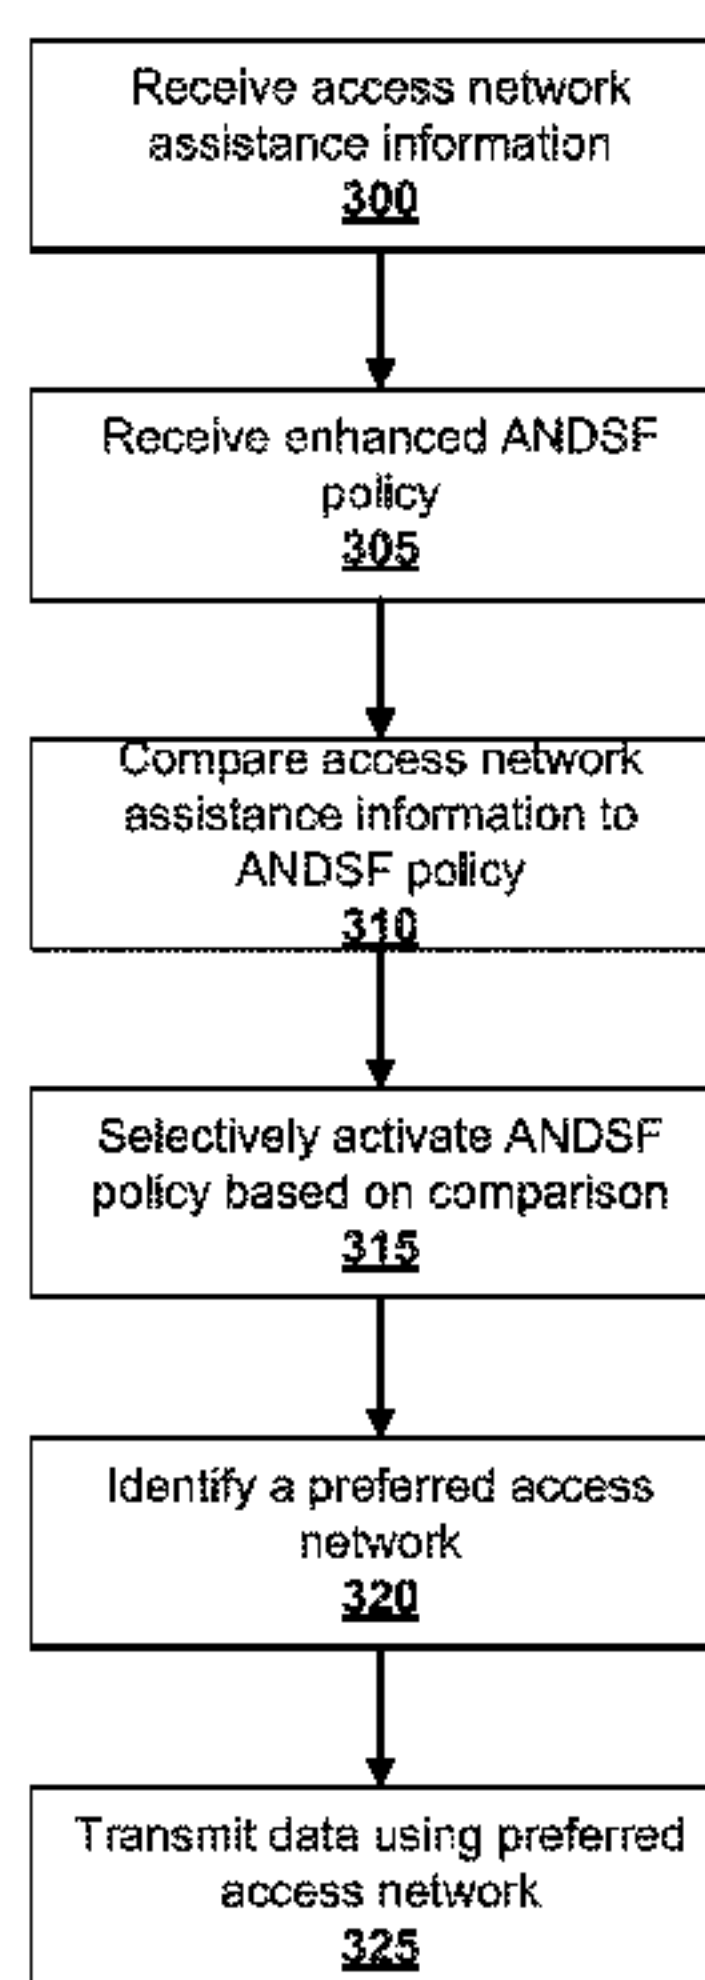 Receive access network
assistance information
300
Receive enhanced ANDSF
policy
305
Compare access network
assistance information to
ANDSF policy
310
Selectively activate ANDSF
policy based on comparison
315
Identify a preferred access
network
320
Transmit data using preferred
access network
325